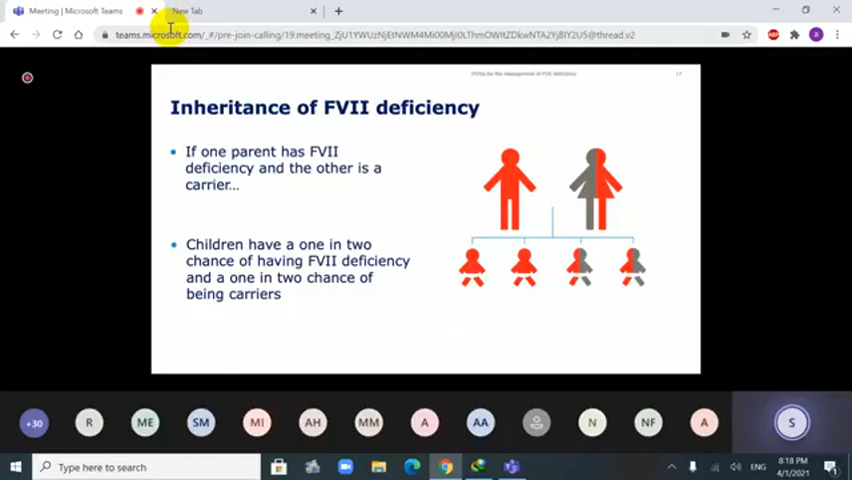 Meeting | Microsoft Teams
New Tab
teams.microsoft.com/_#/pre-join-calling/19:meeting_ZjU1YWUzNjEtNWM4Mi00MjI0LThmOWItZDkwNTA2YjBlY2U5@thread.v2
ABP
17
Inheritance of FVII deficiency
• If one parent has FVII
deficiency and the other is a
carrier...
• Children have a one in two
chance of having FVII deficiency
and a one in two chance of
being carriers
+30
R
ME
SM
MI
AH
MM
A
AA
N
NF
A
S
Type here to search
ENG
8:18 PM
4/1/2021